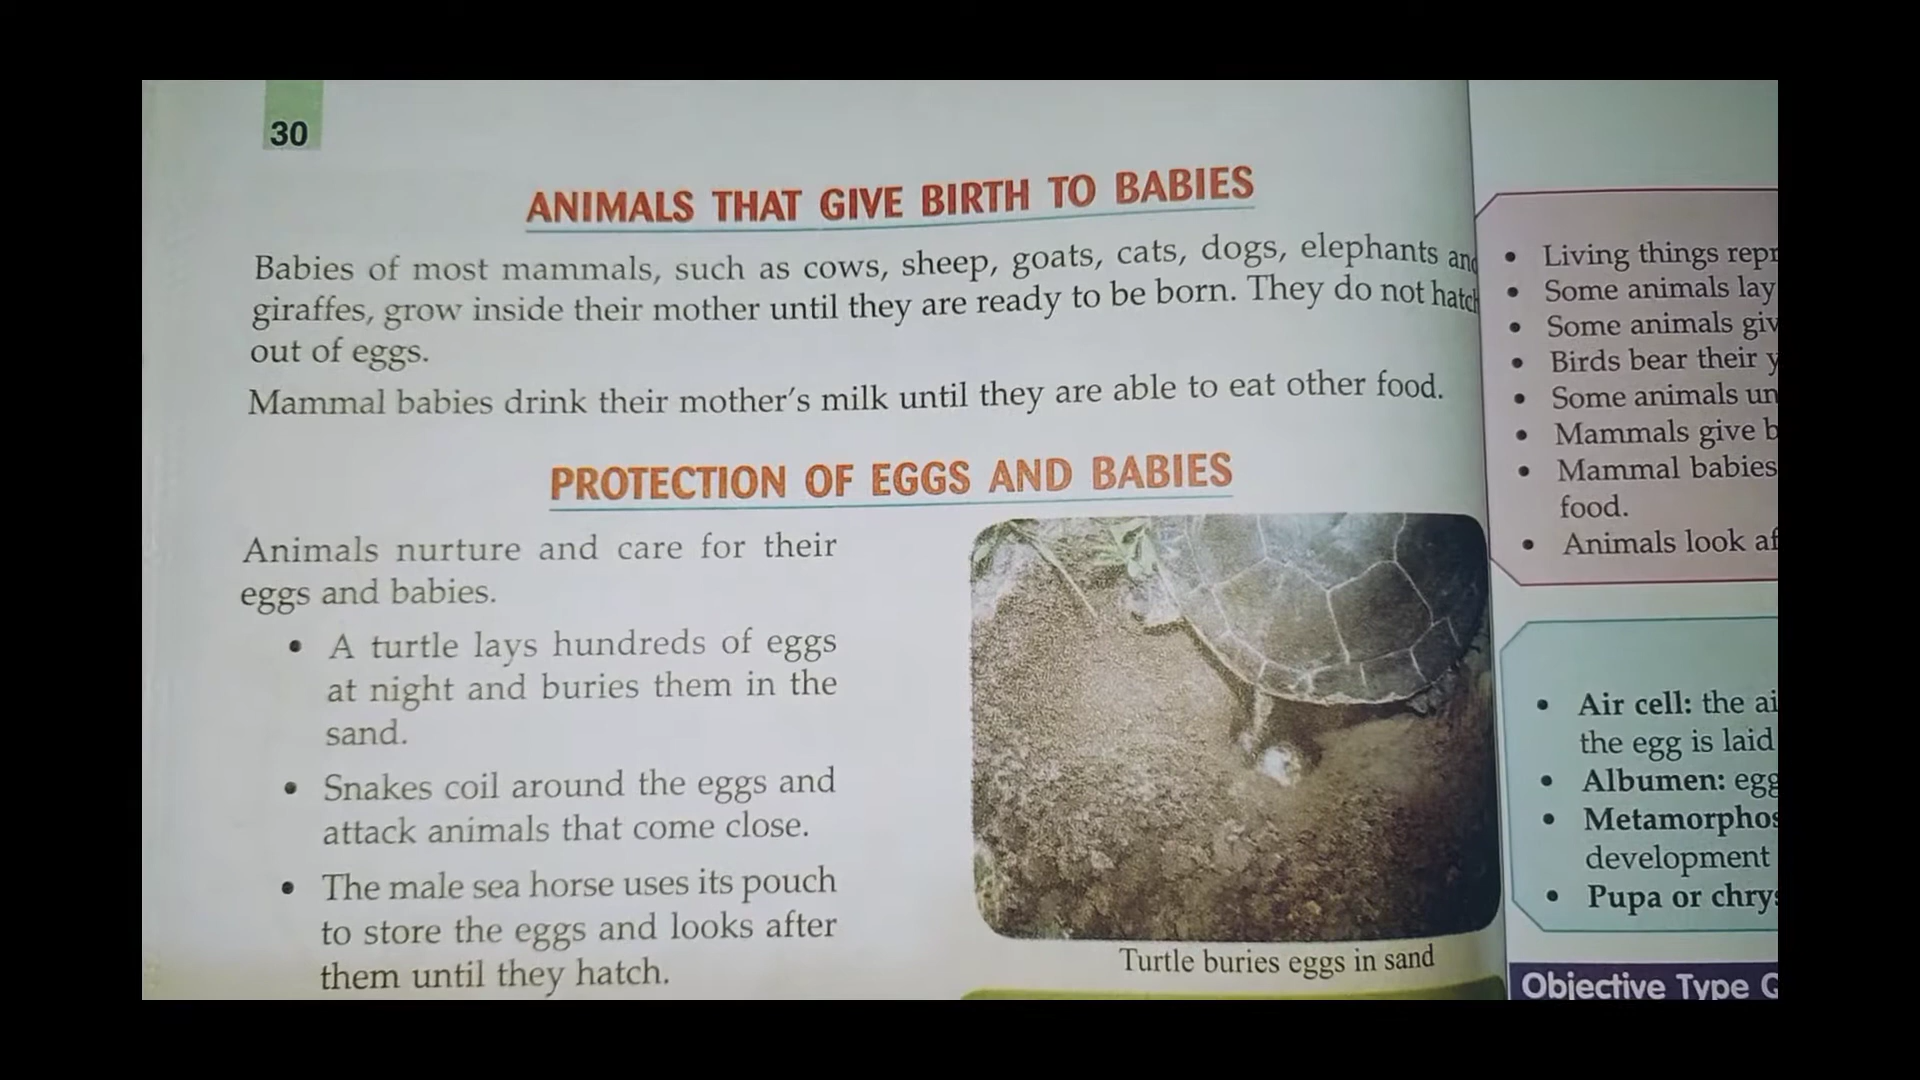 30
ANIMALS THAT GIVE BIRTH TO BABIES
Babies of most mammals, such as cows, sheep, goats, cats, dogs, elephants and
giraffes, grow inside their mother until they are ready to be born. They do not hatch
out of eggs.
Mammal babies drink their mother's milk until they are able to eat other food.
PROTECTION OF EGGS AND BABIES
Animals nurture and care for their
eggs and babies.
• A turtle lays hundreds of eggs
at night and buries them in the
sand.
• Snakes coil around the eggs and
attack animals that come close.
• The male sea horse uses its pouch
to store the eggs and looks after
them until they hatch.
Turtle buries eggs in sand
• Living things
• Some animals lay
• Some animals
• Birds bear their
• Some animals
• Mammals give
• Mammal babies
food.
• Animals look
• Air cell: the
the egg is laid
• Albumen:
•
development
• Pupa or
Objective Type